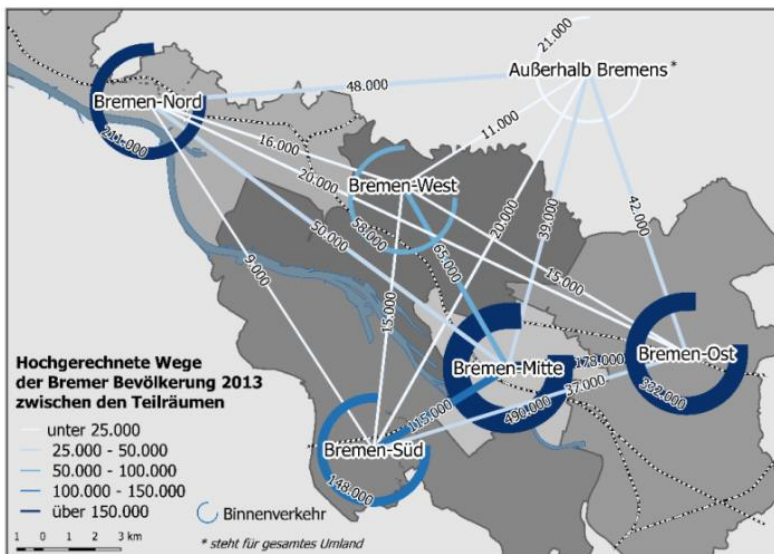 21.000
Außerhalb Bremens*
48.000
Bremen-Nord
211.000
16.000
11.000
20.000
Bremen-West
58.000
50.000
65.000
20.000
39.000
42.000
9.000
15.000
15.000
Bremen-Mitte
178.000
Bremen-Ost
490.000
37.000
332.000
115.000
Bremen-Süd
148.000
Hochgerechnete Wege
der Bremer Bevölkerung 2013
zwischen den Teilräumen
unter 25.000
25.000 - 50.000
50.000 - 100.000
100.000 - 150.000
über 150.000
Binnenverkehr
1 0 1 2 3 km
* steht für gesamtes Umland